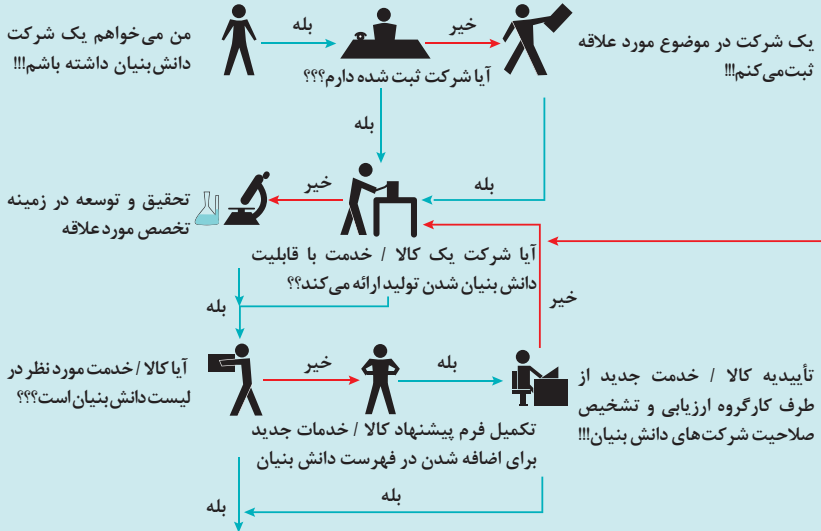 من می‌خواهم یک شرکت
دانش‌بنیان داشته باشم!!!
بله
آیا شرکت ثبت شده دارم؟؟؟
خیر
یک شرکت در موضوع مورد علاقه
ثبت‌می‌کنم!!!
بله
بله
خیر
تحقیق و توسعه در زمینه
تخصص مورد علاقه
آیا شرکت یک کالا / خدمت با قابلیت
دانش‌بنیان شدن تولید ارائه می‌کند؟؟
بله
خیر
آیا کالا / خدمت مورد نظر در
لیست دانش‌بنیان است؟؟؟
خیر
بله
تکمیل فرم پیشنهاد کالا / خدمات جدید
برای اضافه شدن در فهرست دانش بنیان
تأییدیه کالا / خدمت جدید از
طرف کارگروه ارزیابی و تشخیص
صلاحیت شرکت‌های دانش بنیان!!!
بله
بله